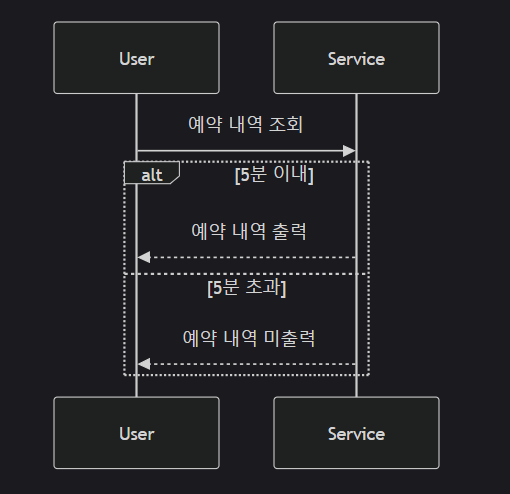 User
Service
예약 내역 조회
alt
[5분 이내]
예약 내역 출력
[5분 초과]
예약 내역 미출력
User
Service